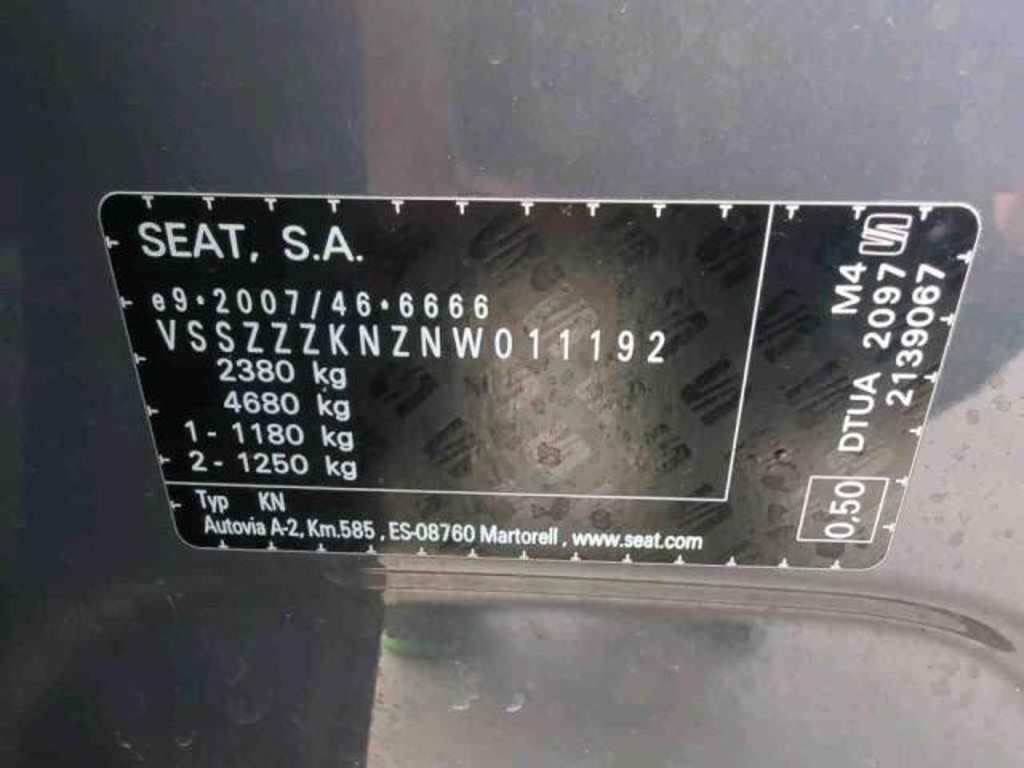 SEAT, S.A.
e9*2007/46*6666
VSSZZZKNZNW011192
2380 kg
4680 kg
1- 1180 kg
2- 1250 kg
Typ KN
Autovia A-2, Km.585 , ES-08760 Martorell , www.seat.com
M4
DTUA 2097
2139067
0,50